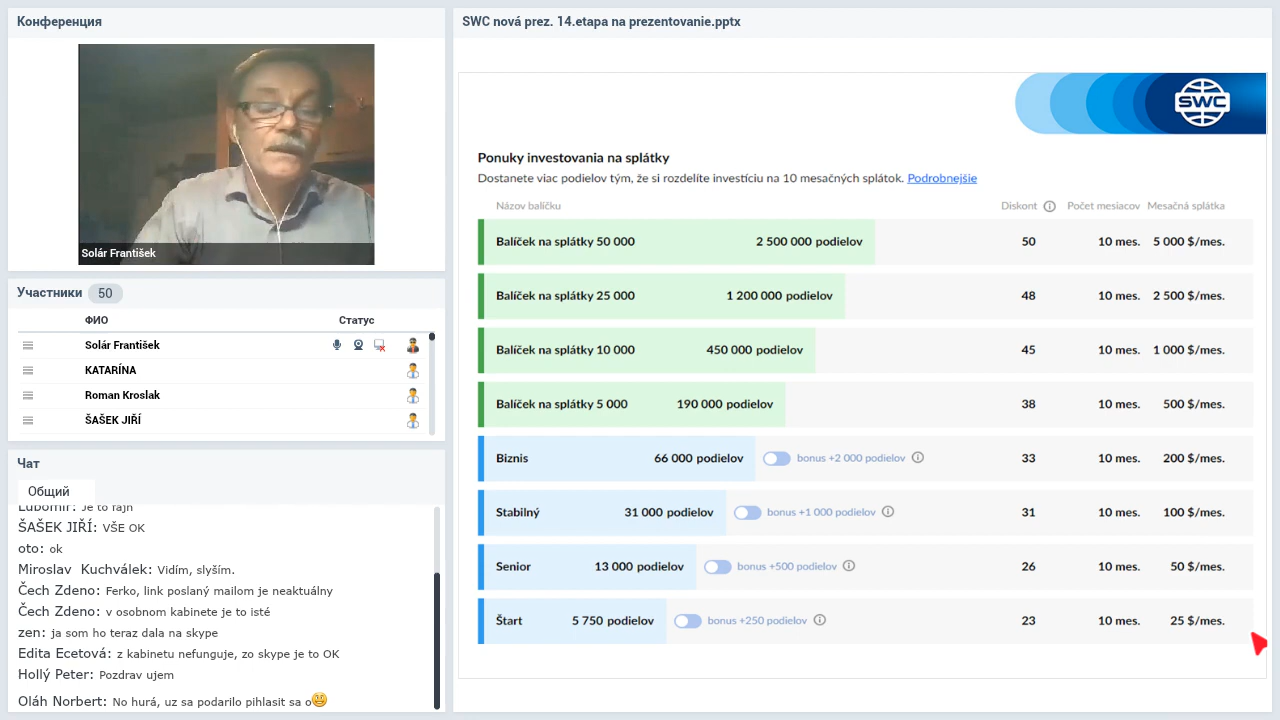 Конференция
Solár František
Участники 50
ФИО Статус
Solár František
KATARÍNA
Roman Kroslak
ŠAŠEK JIŘÍ
Чат
Общий
Ľubomír: Je to fajn
ŠAŠEK JIŘÍ: VŠE OK
oto: ok
Miroslav Kuchválek: Vidím, slyším.
Čech Zdeno: Ferko, link poslaný mailom je neaktuálny
Čech Zdeno: v osobnom kabinete je to isté
zen: ja som ho teraz dala na skype
Edita Ecetová: z kabinetu nefunguje, zo skype je to OK
Hollý Peter: Pozdrav ujem
Oláh Norbert: No hurá, uz sa podarilo pihlasit sa o
SWC nová prez. 14.etapa na prezentovanie.pptx
SWC
Ponuky investovania na splátky
Dostanete viac podielov tým, že si rozdelíte investíciu na 10 mesačných splátok. Podrobnejšie
Názov balíčku Diskont Počet mesiacov Mesačná splátka
Balíček na splátky 50 000 2 500 000 podielov 50 10 mes. 5 000 $/mes.
Balíček na splátky 25 000 1 200 000 podielov 48 10 mes. 2 500 $/mes.
Balíček na splátky 10 000 450 000 podielov 45 10 mes. 1 000 $/mes.
Balíček na splátky 5 000 190 000 podielov 38 10 mes. 500 $/mes.
Biznis 66 000 podielov bonus +2 000 podielov 33 10 mes. 200 $/mes.
Stabilný 31 000 podielov bonus +1 000 podielov 31 10 mes. 100 $/mes.
Senior 13 000 podielov bonus +500 podielov 26 10 mes. 50 $/mes.
Štart 5 750 podielov bonus +250 podielov 23 10 mes. 25 $/mes.